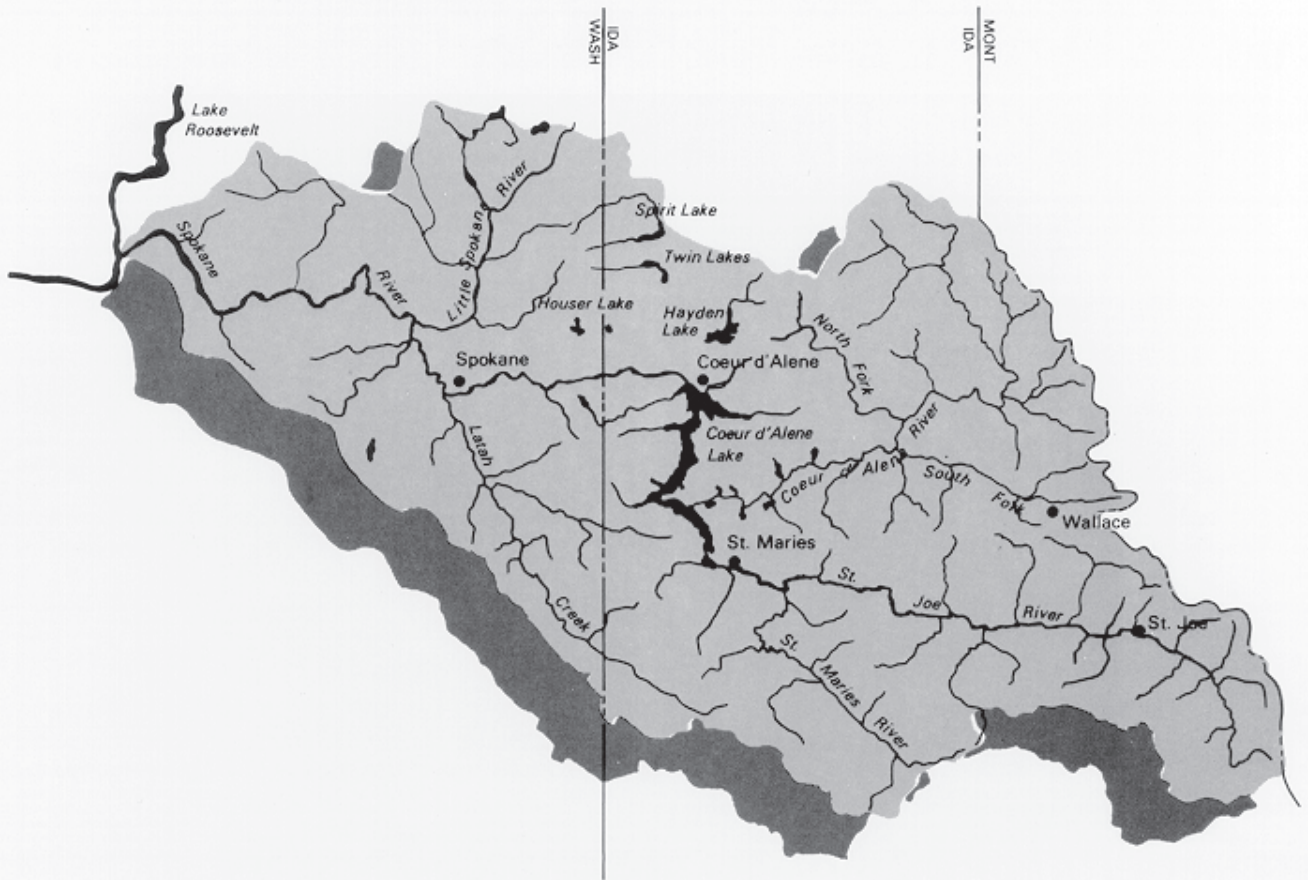 WASH
IDA
IDA
MONT
Lake
Roosevelt
Spokane
River
Little Spokane
River
Spirit Lake
Twin Lakes
Houser Lake
Hayden
Lake
North
Fork
Spokane
Coeur d'Alene
River
Latah
Coeur d'Alene
Lake
Coeur d' Alene
South
Fork
Wallace
St. Maries
St.
Joe
River
St. Joe
Creek
St.
Maries
River